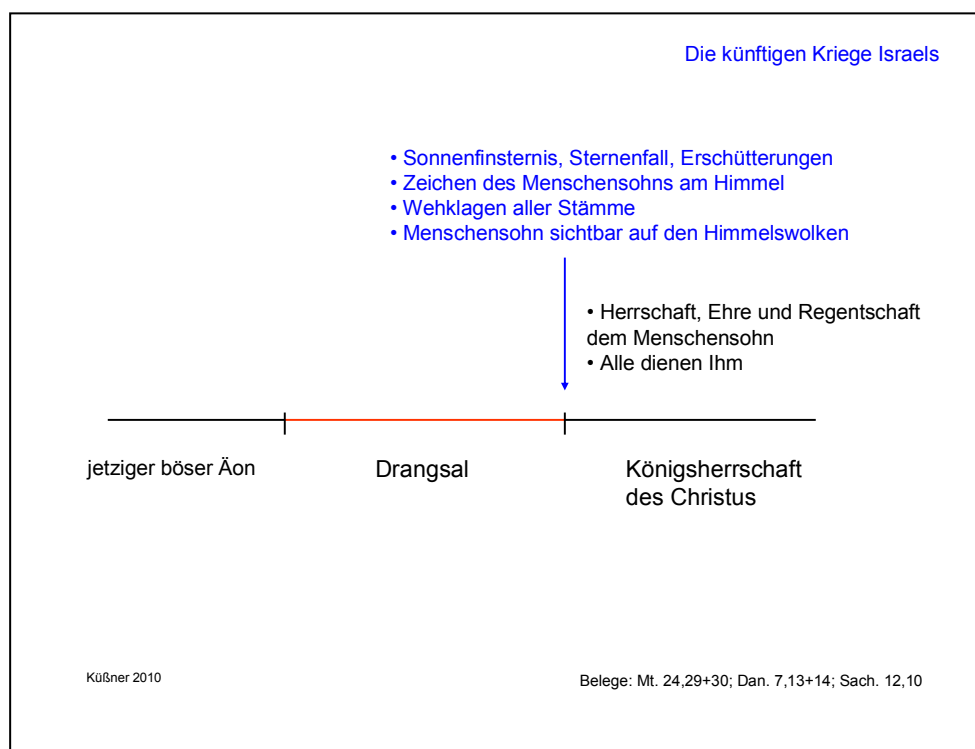 Die künftigen Kriege Israels
• Sonnenfinsternis, Sternenfall, Erschütterungen
• Zeichen des Menschensohns am Himmel
• Wehklagen aller Stämme
• Menschensohn sichtbar auf den Himmelswolken
• Herrschaft, Ehre und Regentschaft
dem Menschensohn
• Alle dienen Ihm
jetziger böser Äon
Drangsal
Königsherrschaft
des Christus
Küßner 2010
Belege: Mt. 24,29+30; Dan. 7,13+14; Sach. 12,10